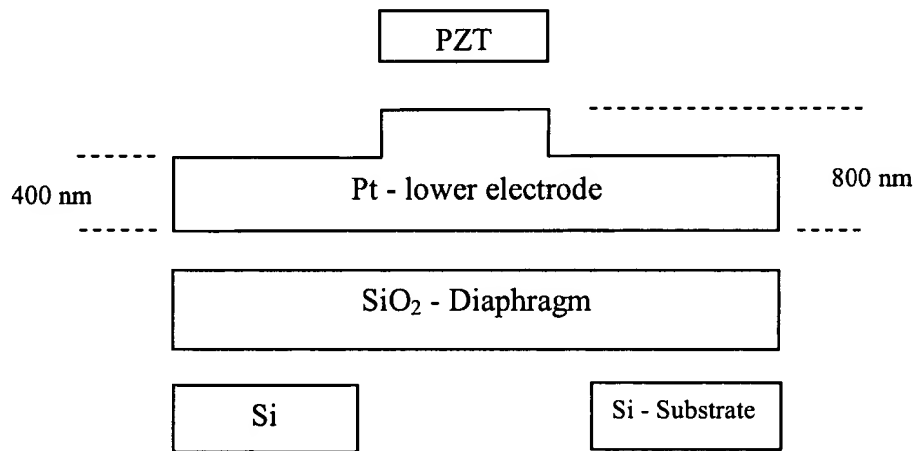 PZT
400 nm
Pt - lower electrode
800 nm
SiO₂ - Diaphragm
Si
Si - Substrate